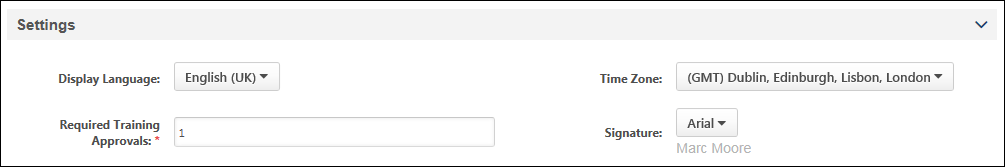 Settings
Display Language: English (UK)
Time Zone: (GMT) Dublin, Edinburgh, Lisbon, London
Required Training
Approvals: * 1
Signature: Arial
Marc Moore